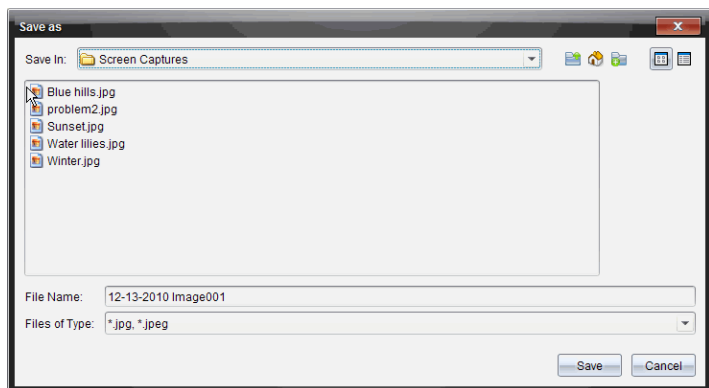 Save as
Save In: Screen Captures
Blue hills.jpg
problem2.jpg
Sunset.jpg
Water lilies.jpg
Winter.jpg
File Name: 12-13-2010 Image001
Files of Type: *.jpg, *.jpeg
Save Cancel